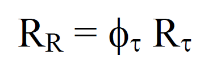 R_R = ϕ_τ R_τ